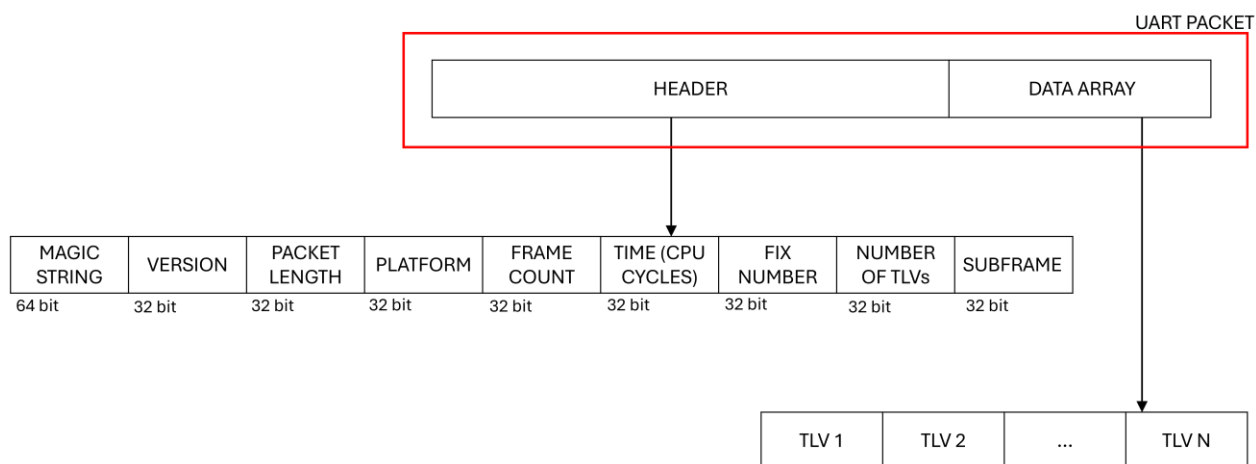 UART PACKET
HEADER
DATA ARRAY
MAGIC
STRING
VERSION
PACKET
LENGTH
PLATFORM
FRAME
COUNT
TIME (CPU
CYCLES)
FIX
NUMBER
NUMBER
OF TLVs
SUBFRAME
64 bit
32 bit
32 bit
32 bit
32 bit
32 bit
32 bit
32 bit
32 bit
TLV 1
TLV 2
...
TLV N